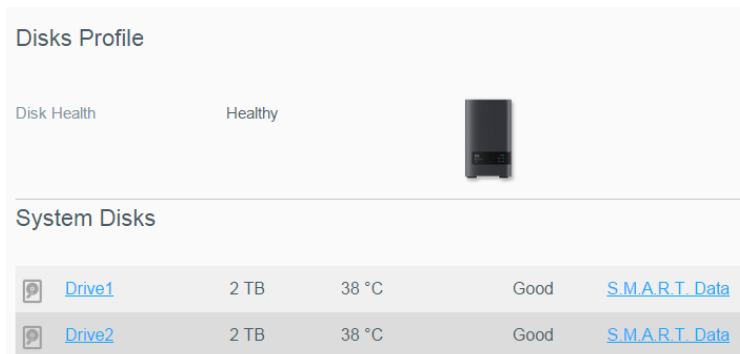 Disks Profile
Disk Health Healthy
System Disks
Drive1 2 TB 38 °C Good S.M.A.R.T. Data
Drive2 2 TB 38 °C Good S.M.A.R.T. Data